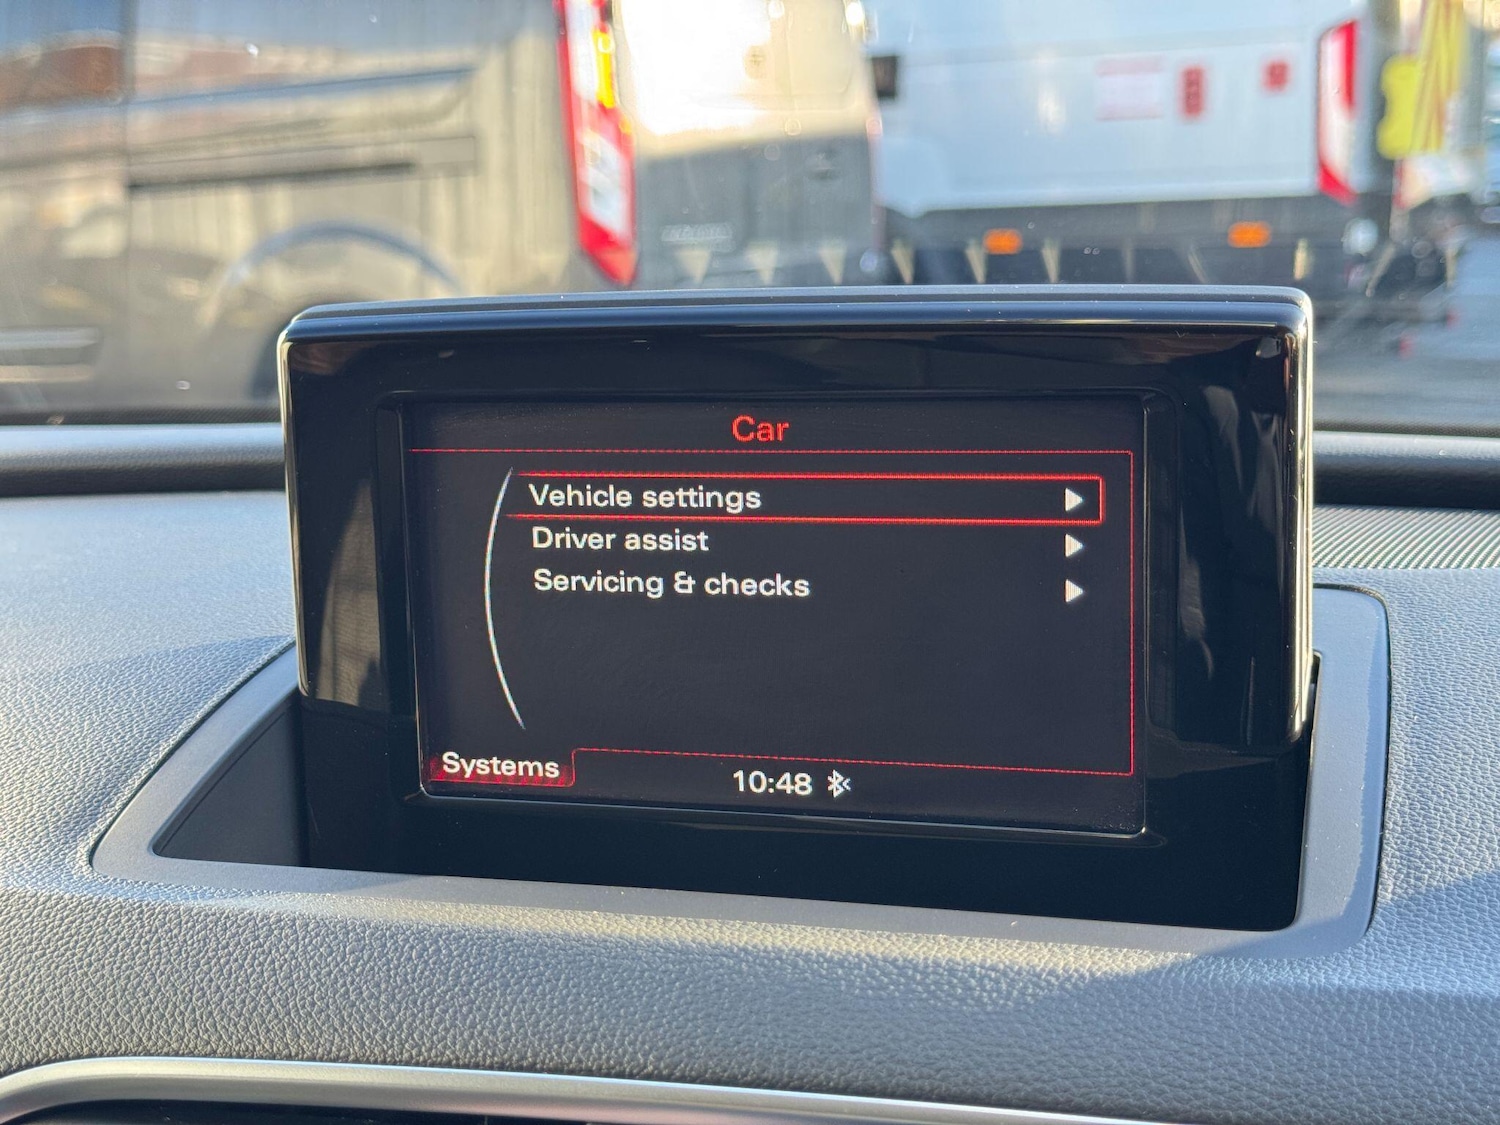 Car
Vehicle settings
Driver assist
Servicing & checks
Systems
10:48